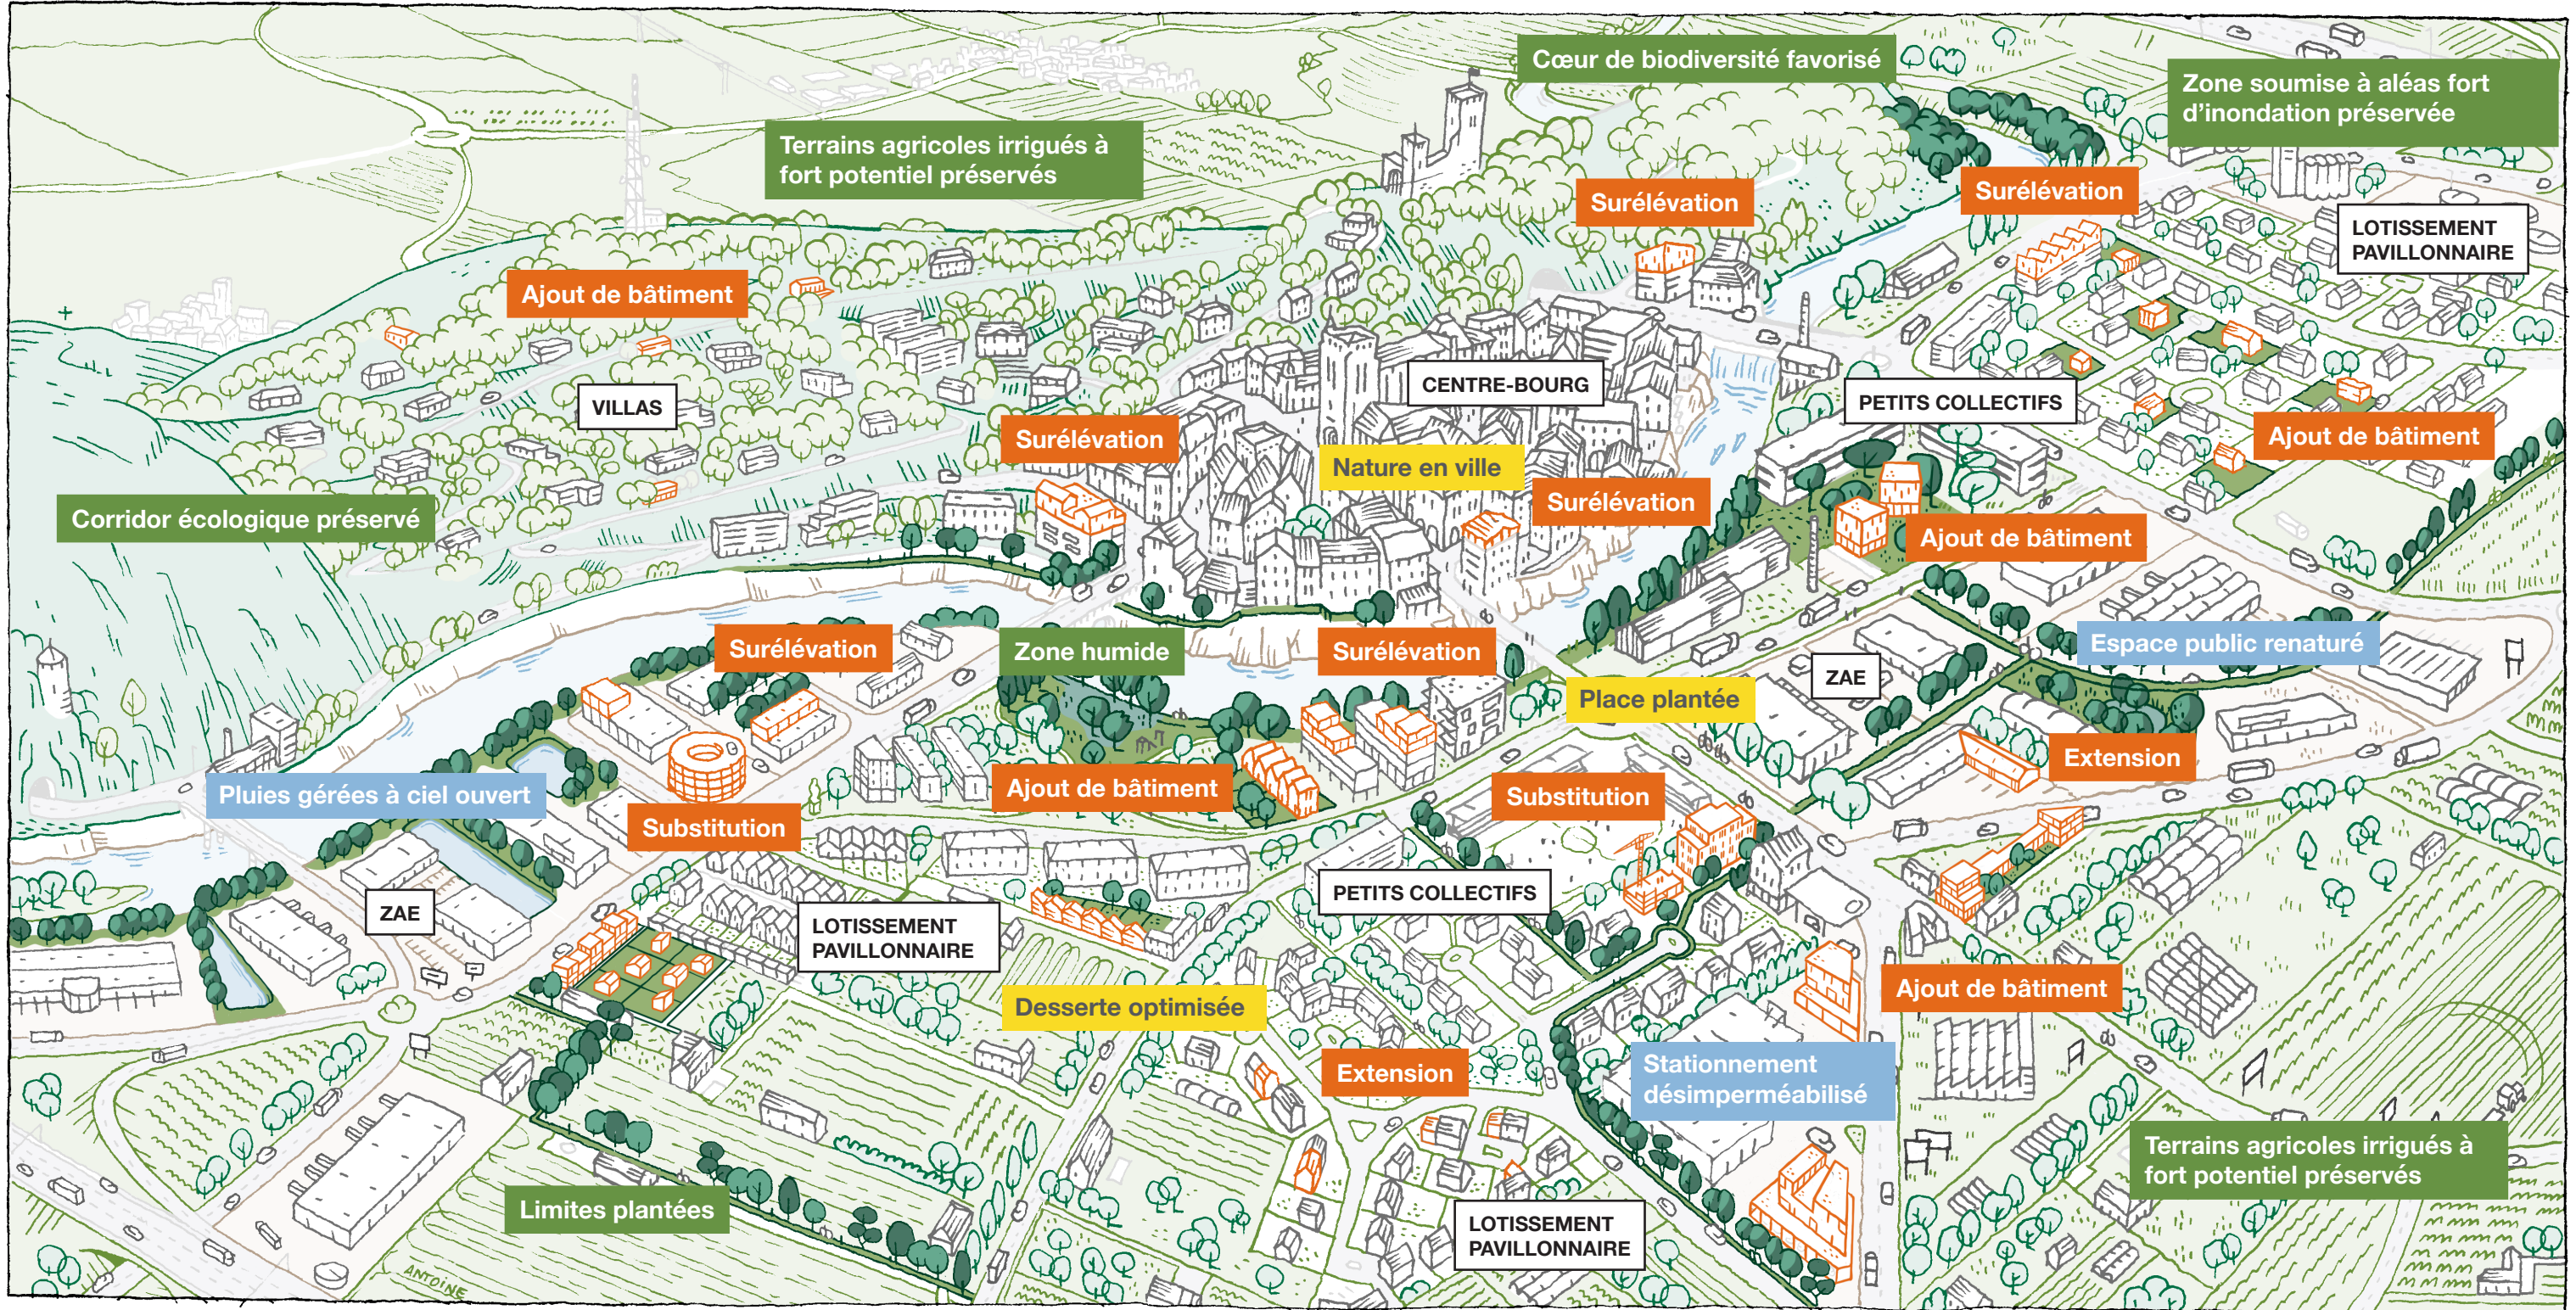 Cœur de biodiversité favorisé
Zone soumise à aléas fort
d'inondation préservée
Terrains agricoles irrigués à
fort potentiel préservés
Surélévation
Surélévation
LOTISSEMENT
PAVILLONNAIRE
Ajout de bâtiment
CENTRE-BOURG
VILLAS
PETITS COLLECTIFS
Surélévation
Ajout de bâtiment
Nature en ville
Surélévation
Corridor écologique préservé
Ajout de bâtiment
Surélévation
Zone humide
Surélévation
Espace public renaturé
ZAE
Place plantée
Extension
Pluies gérées à ciel ouvert
Ajout de bâtiment
Substitution
Substitution
PETITS COLLECTIFS
ZAE
LOTISSEMENT
PAVILLONNAIRE
Ajout de bâtiment
Desserte optimisée
Extension
Stationnement
désimperméabilisé
Terrains agricoles irrigués à
fort potentiel préservés
Limites plantées
LOTISSEMENT
PAVILLONNAIRE
ANTOINE